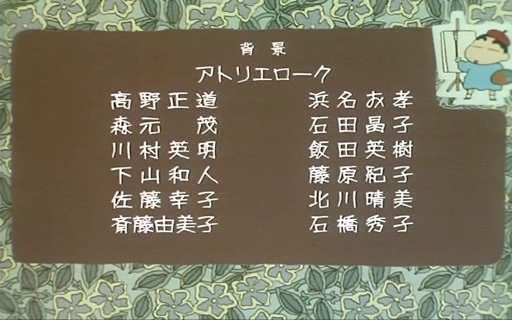 背景
アトリエローク
高野正道 浜名孝
森元茂 石田晶子
川村英明 飯田英樹
下山和人 藤原紀子
佐藤幸子 北川晴美
斎藤由美子 石橋秀子